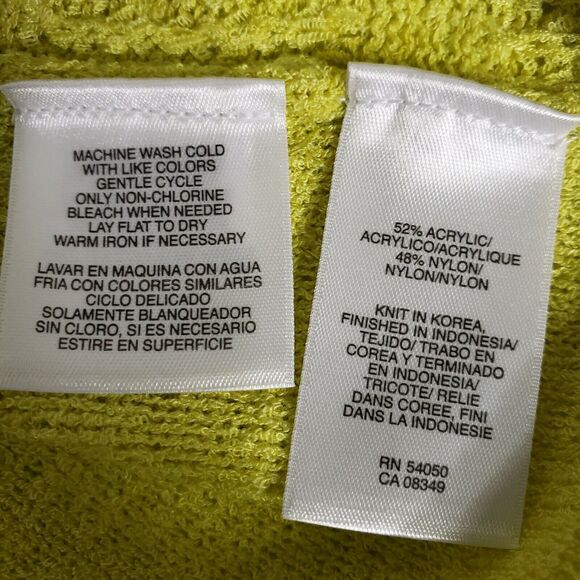 MACHINE WASH COLD
WITH LIKE COLORS
GENTLE CYCLE
ONLY NON-CHLORINE
BLEACH WHEN NEEDED
LAY FLAT TO DRY
WARM IRON IF NECESSARY
LAVAR EN MAQUINA CON AGUA
FRIA CON COLORES SIMILARES
CICLO DELICADO
SOLAMENTE BLANQUEADOR
SIN CLORO, SI ES NECESARIO
ESTIRE EN SUPERFICIE
52% ACRYLIC/
ACRYLICO/ACRYLIQUE
48% NYLON/
NYLON/NYLON
KNIT IN KOREA,
FINISHED IN INDONESIA/
TEJIDO/ TRABO EN
COREA Y TERMINADO
EN INDONESIA/
TRICOTE/ RELIE
DANS COREE, FINI
DANS LA INDONESIE
RN 54050
CA 08349